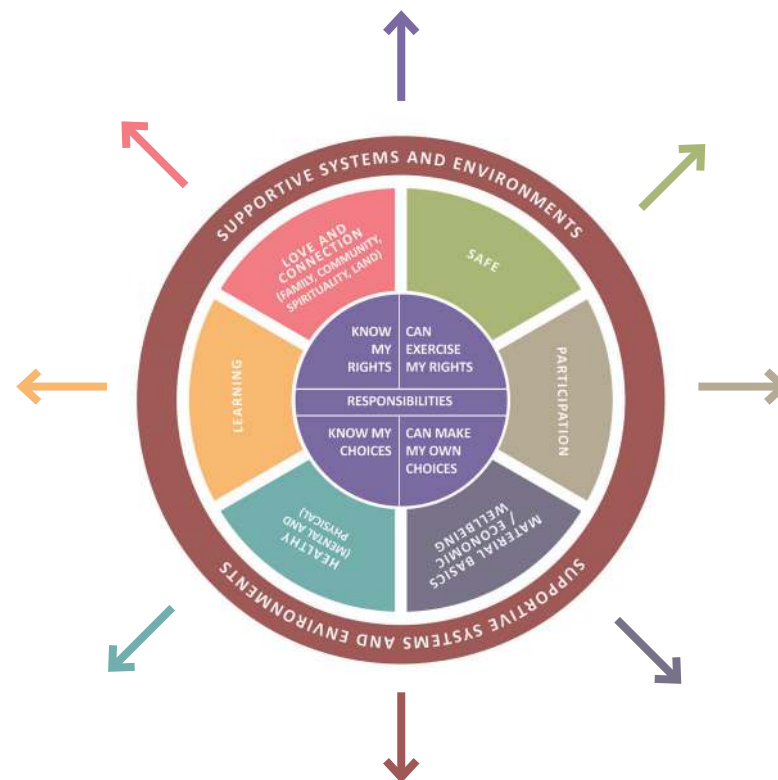 SUPPORTIVE SYSTEMS AND ENVIRONMENTS
LOVE AND
CONNECTION
(FAMILY, COMMUNITY,
SPIRITUALITY, LAND)
SAFE
PARTICIPATION
MATERIAL BASICS
/ ECONOMIC
WELLBEING
HEALTHY
(MENTAL AND
PHYSICAL)
LEARNING
KNOW
MY
RIGHTS
CAN
EXERCISE
MY RIGHTS
RESPONSIBILITIES
KNOW MY
CHOICES
CAN MAKE
MY OWN
CHOICES
SUPPORTIVE SYSTEMS AND ENVIRONMENTS